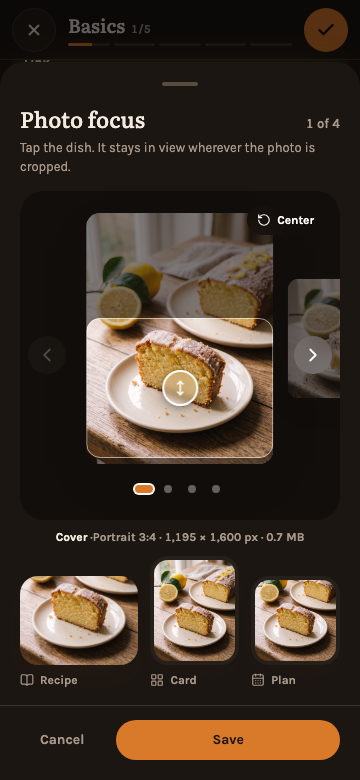 Basics 1/5
Photo focus
1 of 4
Tap the dish. It stays in view wherever the photo is
cropped.
Center
Cover · Portrait 3:4 · 1,195 × 1,600 px · 0.7 MB
Recipe
Card
Plan
Cancel
Save